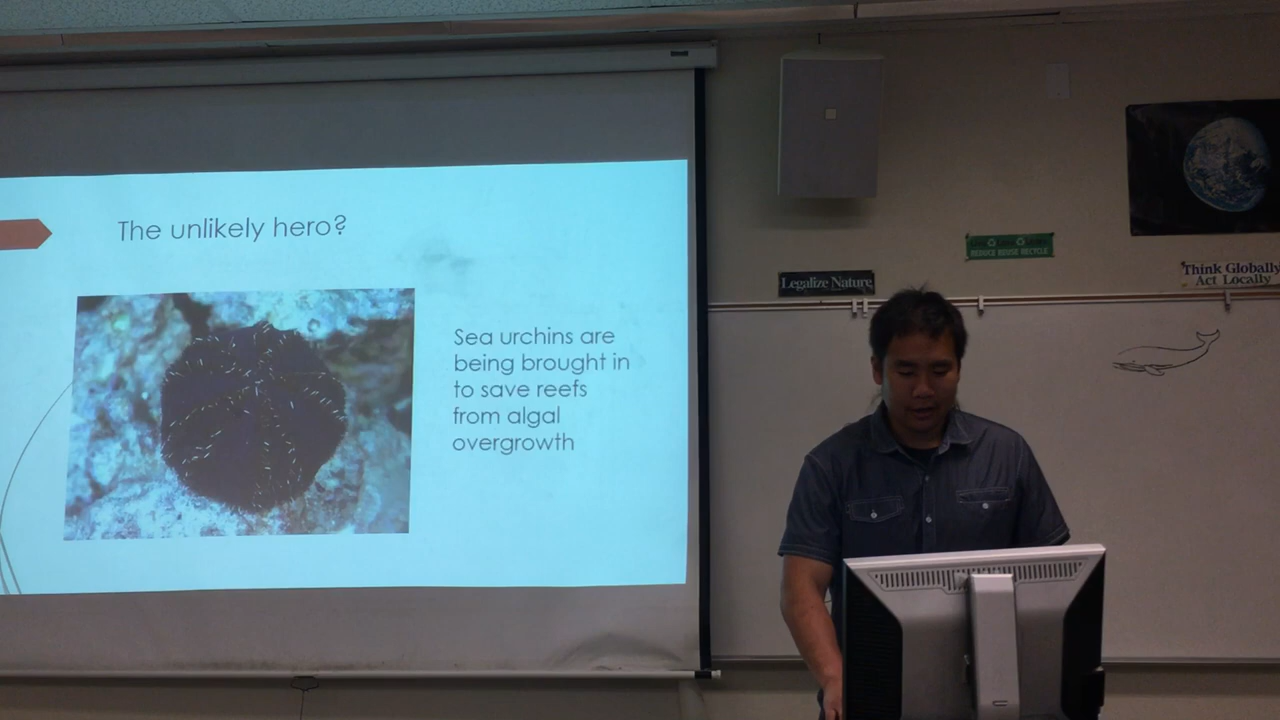 The unlikely hero?
Sea urchins are
being brought in
to save reefs
from algal
overgrowth
Legalize Nature
REDUCE REUSE RECYCLE
Think Globally
Act Locally